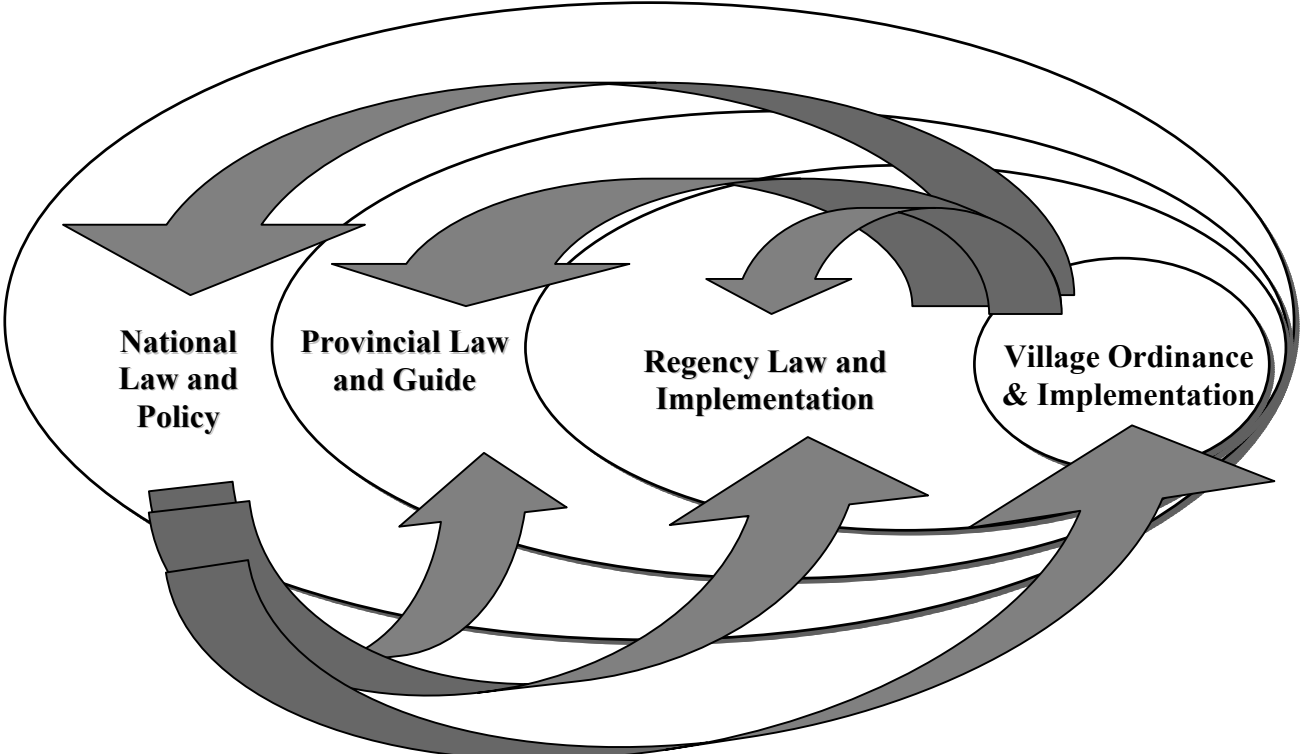 National
Law and
Policy
Provincial Law
and Guide
Regency Law and
Implementation
Village Ordinance
& Implementation